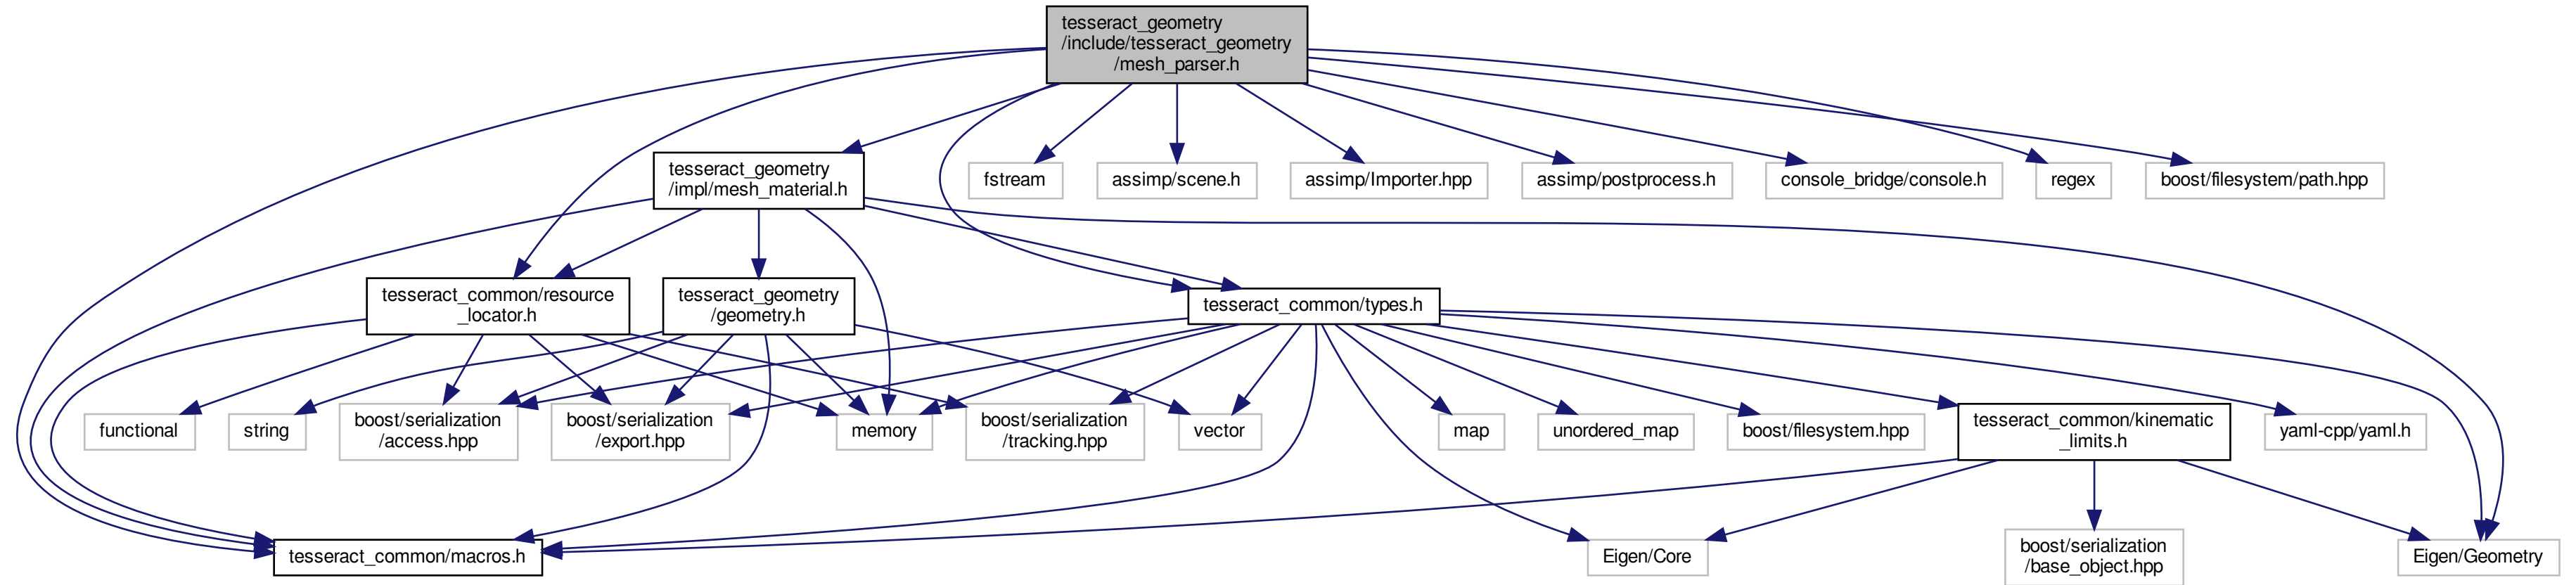 tesseract_geometry
/include/tesseract_geometry
/mesh_parser.h
tesseract_geometry
/impl/mesh_material.h
fstream
assimp/scene.h
assimp/Importer.hpp
assimp/postprocess.h
console_bridge/console.h
regex
boost/filesystem/path.hpp
tesseract_common/resource
_locator.h
tesseract_geometry
/geometry.h
tesseract_common/types.h
functional
string
boost/serialization
/access.hpp
boost/serialization
/export.hpp
memory
boost/serialization
/tracking.hpp
vector
map
unordered_map
boost/filesystem.hpp
tesseract_common/kinematic
_limits.h
yaml-cpp/yaml.h
tesseract_common/macros.h
Eigen/Core
boost/serialization
/base_object.hpp
Eigen/Geometry